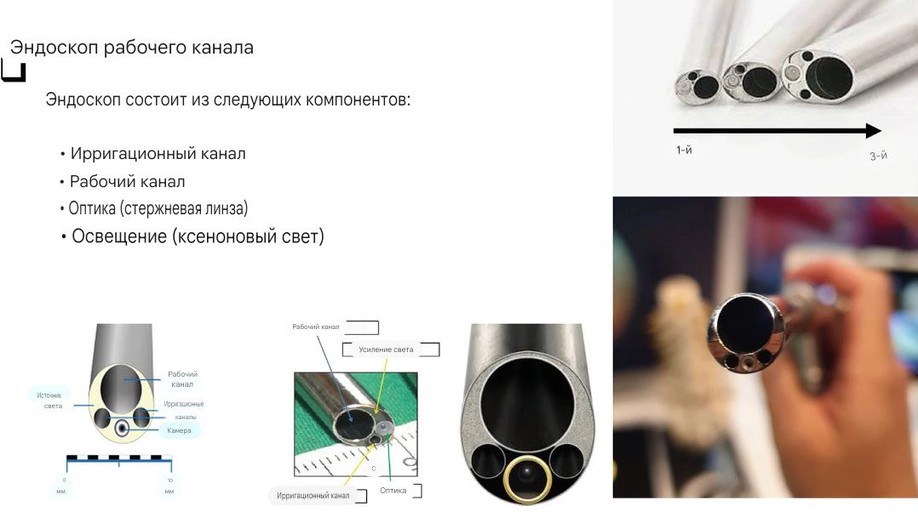 Эндоскоп рабочего канала
Эндоскоп состоит из следующих компонентов:
• Ирригационный канал
• Рабочий канал
• Оптика (стержневая линза)
• Освещение (ксеноновый свет)
1-й
3-й
Рабочий
канал
Источник
света
Ирригационные
каналы
Камера
0
10
мм
мм
Рабочий канал
Усиление света
Ирригационный канал
Оптика